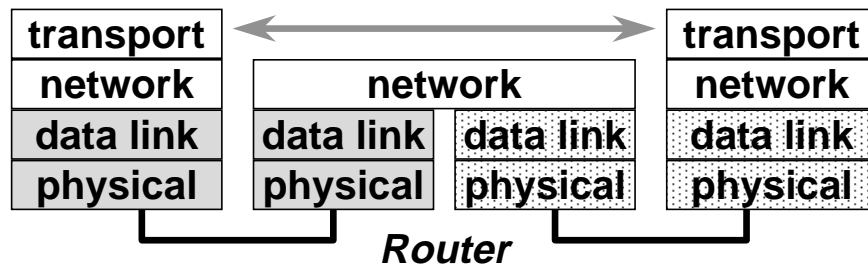 transport transport
network network network
data link data link data link data link
physical physical physical physical
Router